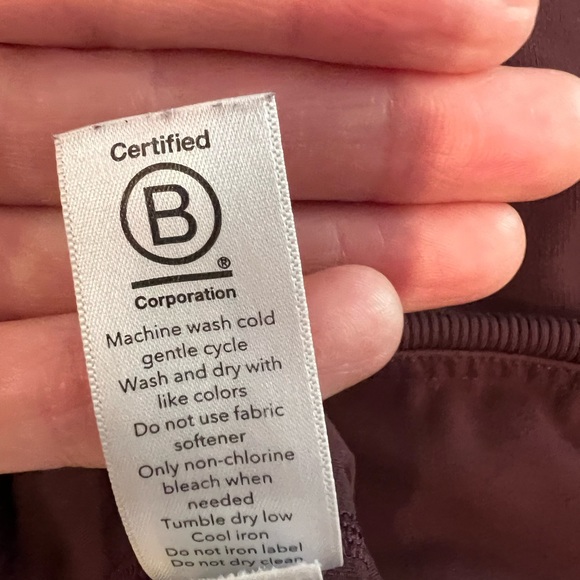 Certified
B
®
Corporation
Machine wash cold
gentle cycle
Wash and dry with
like colors
Do not use fabric
softener
Only non-chlorine
bleach when
needed
Tumble dry low
Cool iron
Do not iron label
Do not dry clean